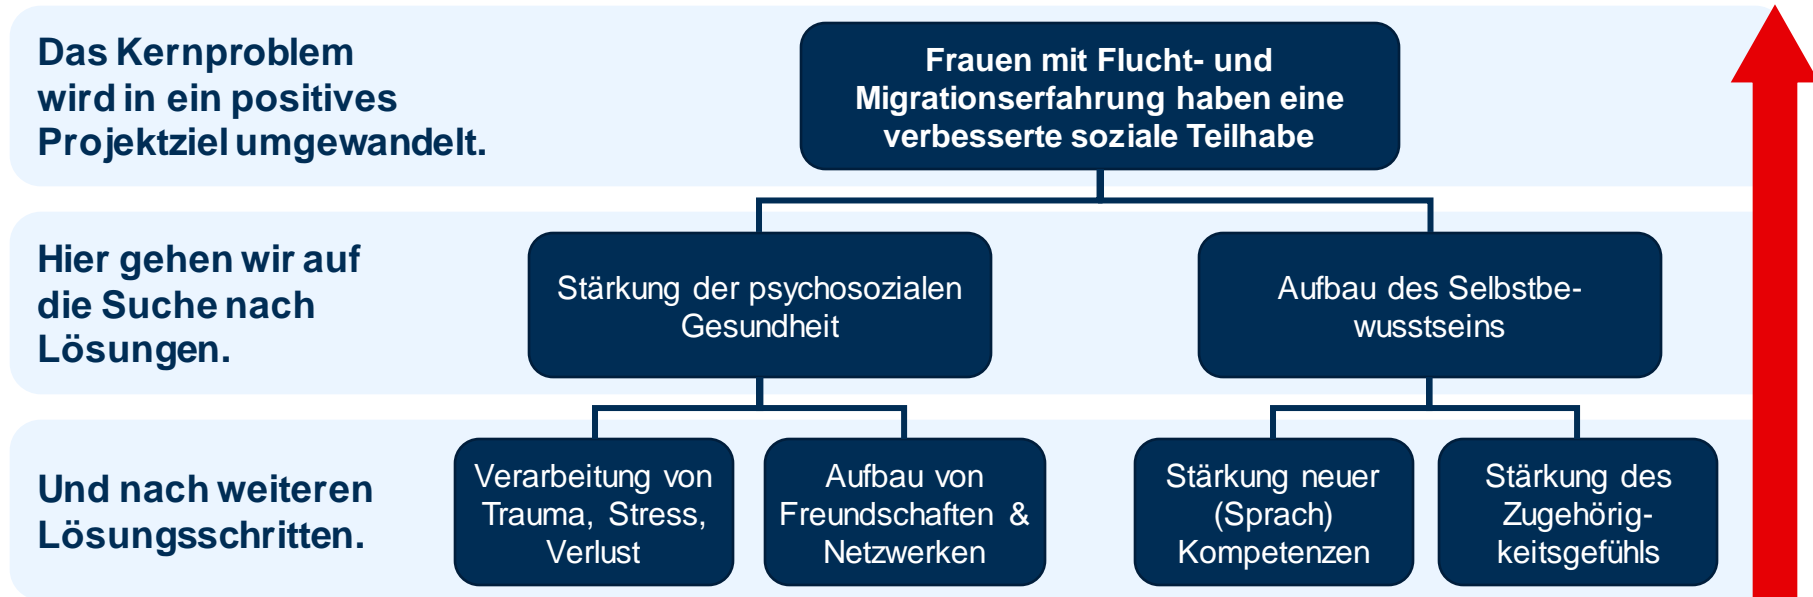 Das Kernproblem
wird in ein positives
Projektziel umgewandelt.
Frauen mit Flucht- und
Migrationserfahrung haben eine
verbesserte soziale Teilhabe
Hier gehen wir auf
die Suche nach
Lösungen.
Stärkung der psychosozialen
Gesundheit
Aufbau des Selbstbe-
wusstseins
Und nach weiteren
Lösungsschritten.
Verarbeitung von
Trauma, Stress,
Verlust
Aufbau von
Freundschaften &
Netzwerken
Stärkung neuer
(Sprach)
Kompetenzen
Stärkung des
Zugehörig-
keitsgefühls